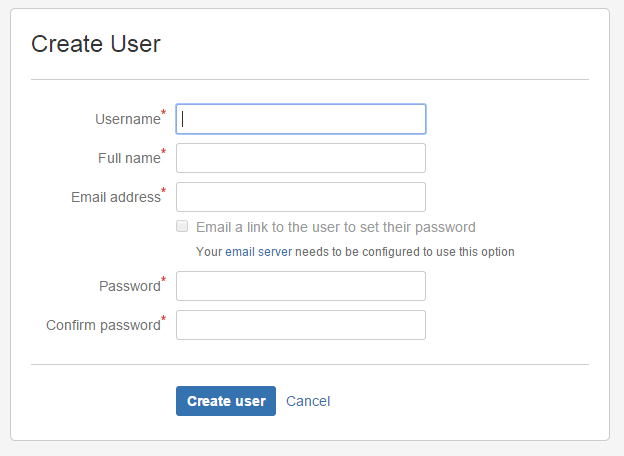 Create User
Username*
Full name*
Email address*
Email a link to the user to set their password
Your email server needs to be configured to use this option
Password*
Confirm password*
Create user Cancel